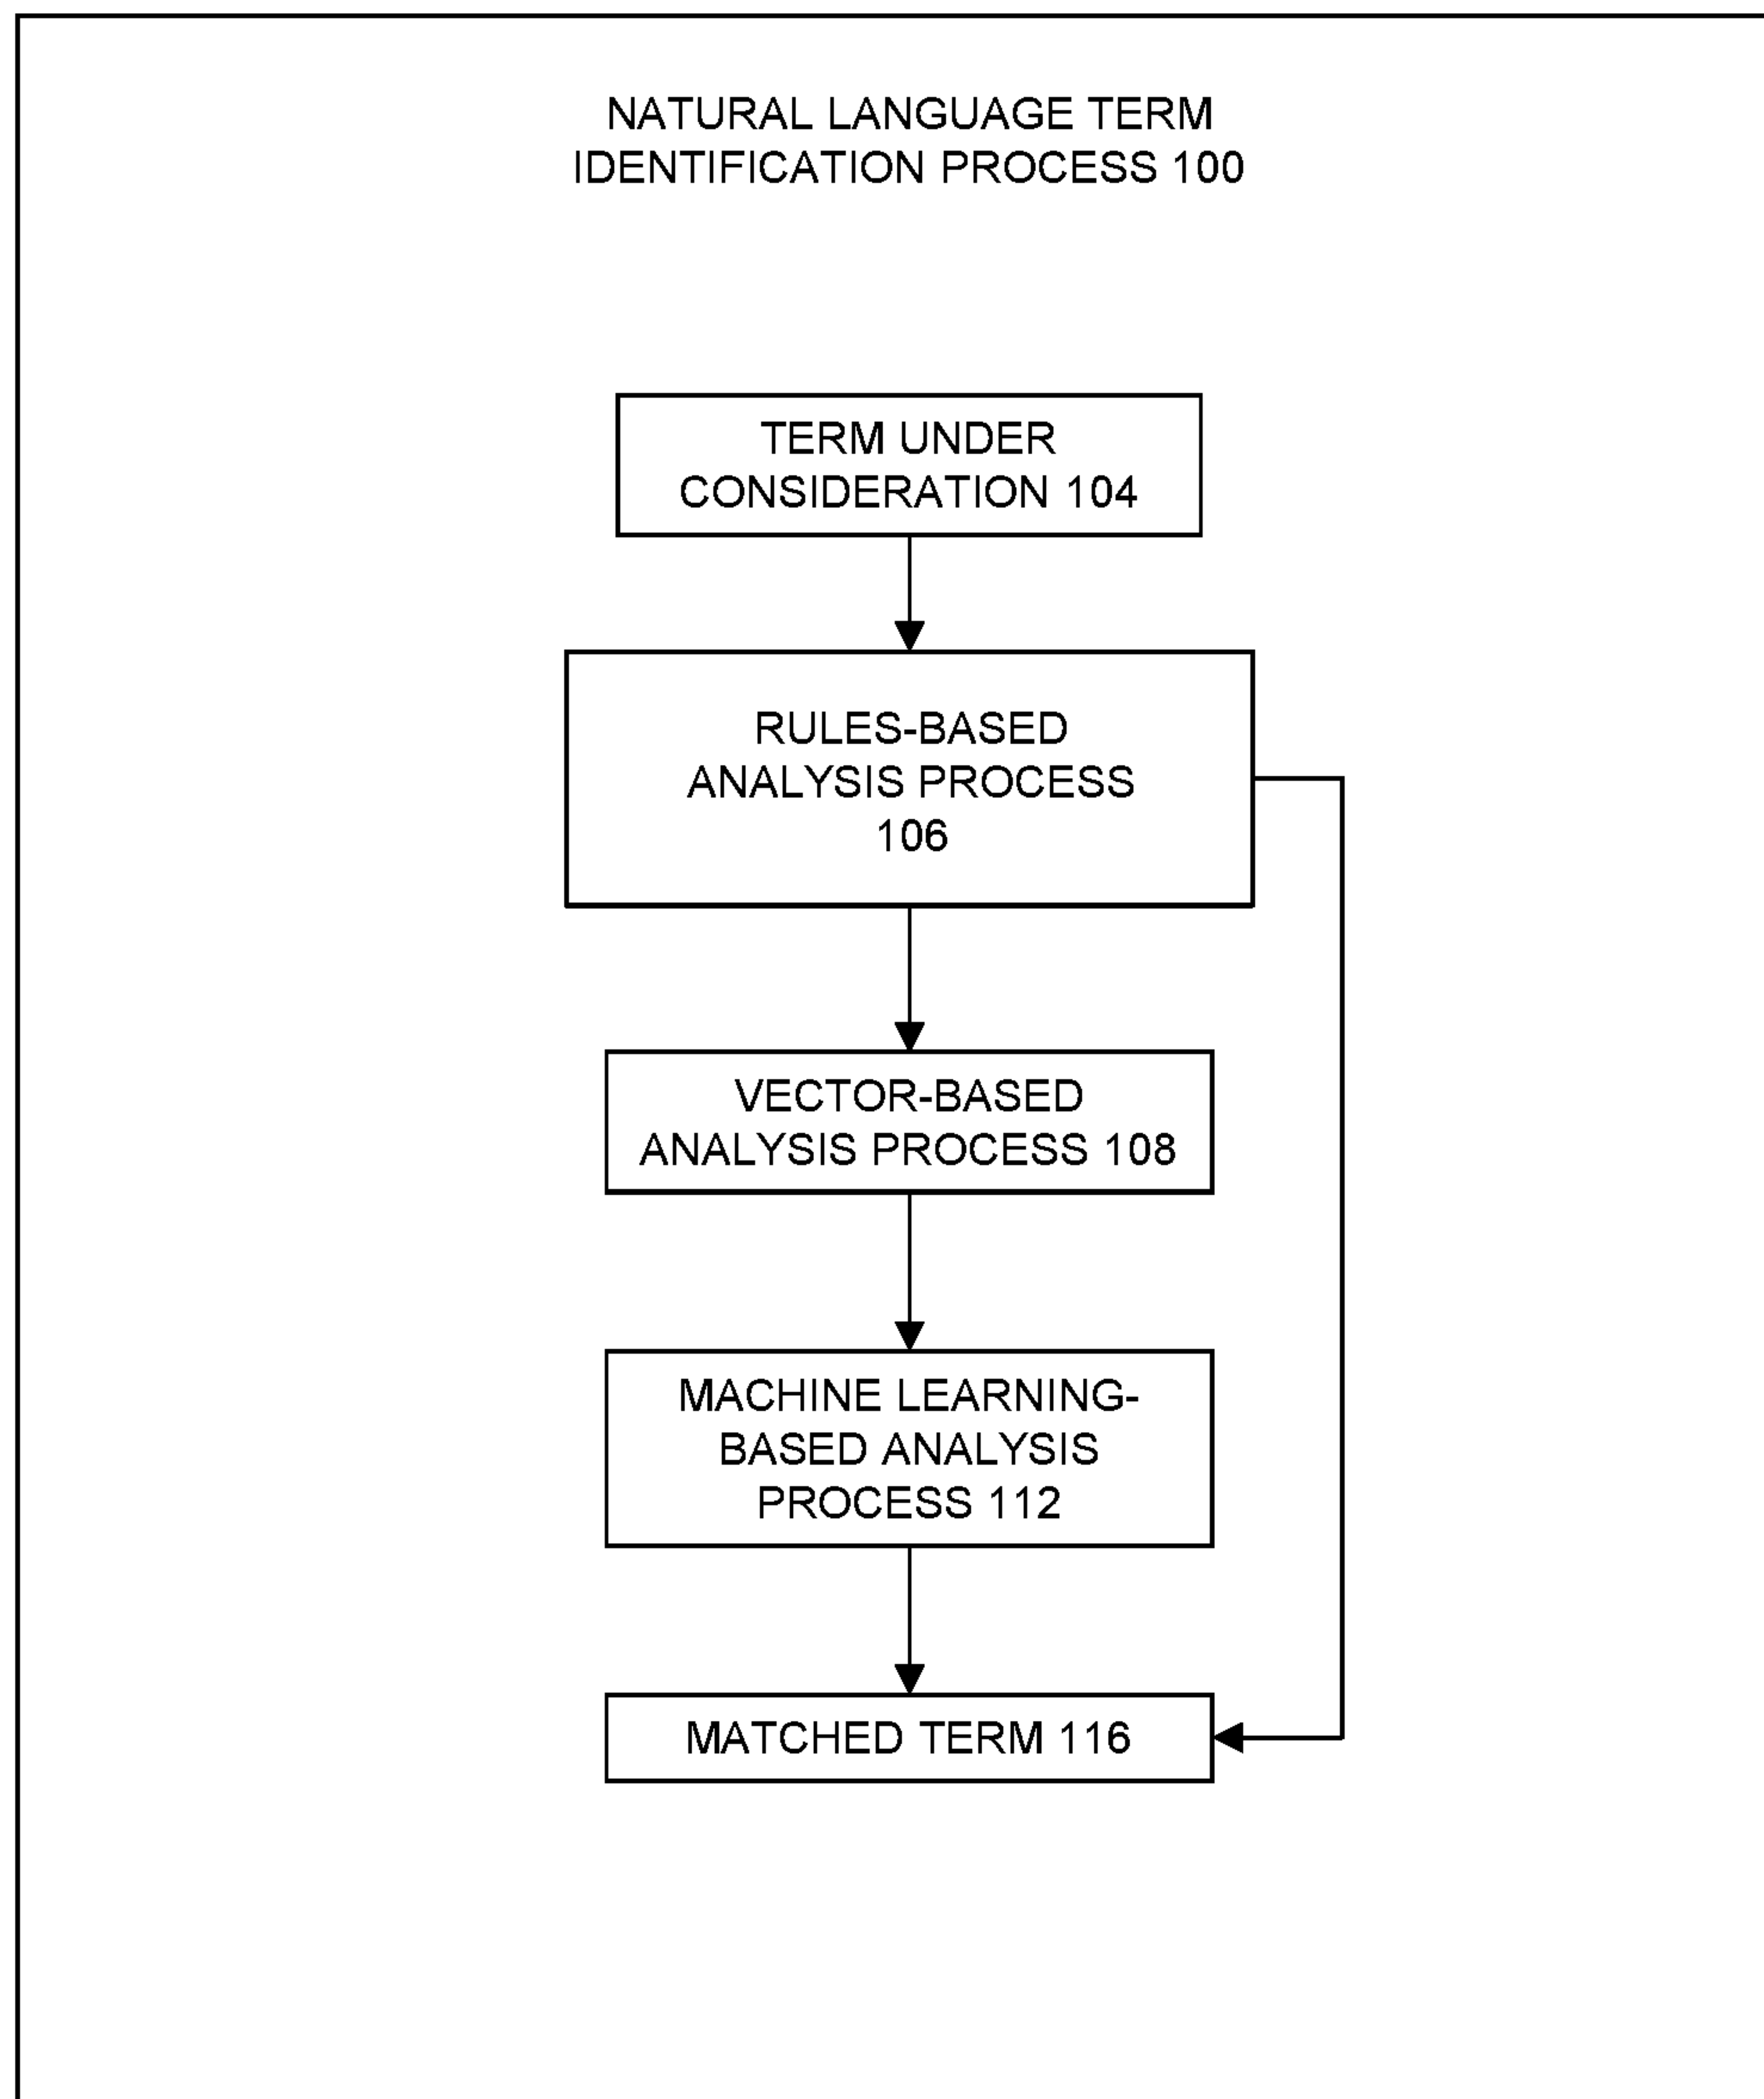 NATURAL LANGUAGE TERM
IDENTIFICATION PROCESS 100
TERM UNDER
CONSIDERATION 104
RULES-BASED
ANALYSIS PROCESS
106
VECTOR-BASED
ANALYSIS PROCESS 108
MACHINE LEARNING-
BASED ANALYSIS
PROCESS 112
MATCHED TERM 116